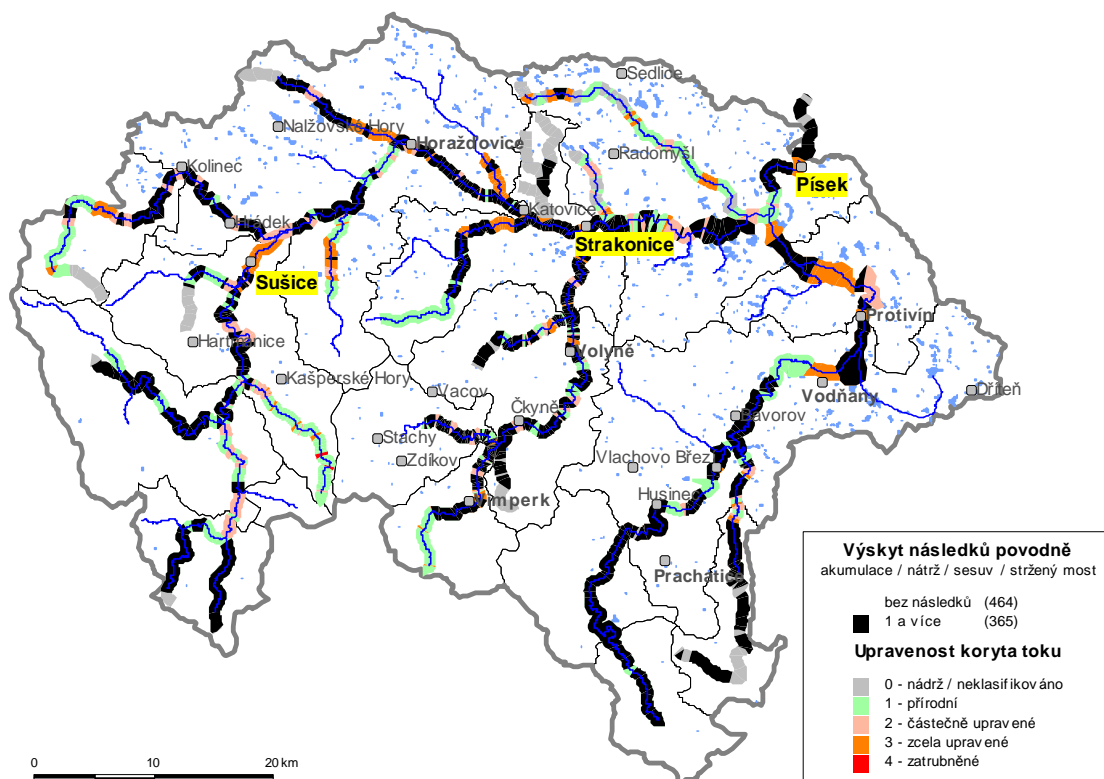 Sedlice
Nalžovské Hory
Horažďovice
Radomyšl
Kolinec
Písek
Hrádek
Katovice
Strakonice
Sušice
Protivín
Hartmanice
Volyně
Kašperské Hory
Vacov
Vodňany
Dříteň
Čkyně
Bavorov
Stachy
Zdíkov
Vlachovo Březí
Vimperk
Husinec
Prachatice
Výskyt následků povodně
akumulace / nátrž / sesuv / stržený most
bez následků (464)
1 a více (365)
Upravenost koryta toku
0 - nádrž / neklasifikováno
1 - přírodní
2 - částečně upravené
3 - zcela upravené
4 - zatrubněné
0 10 20 km